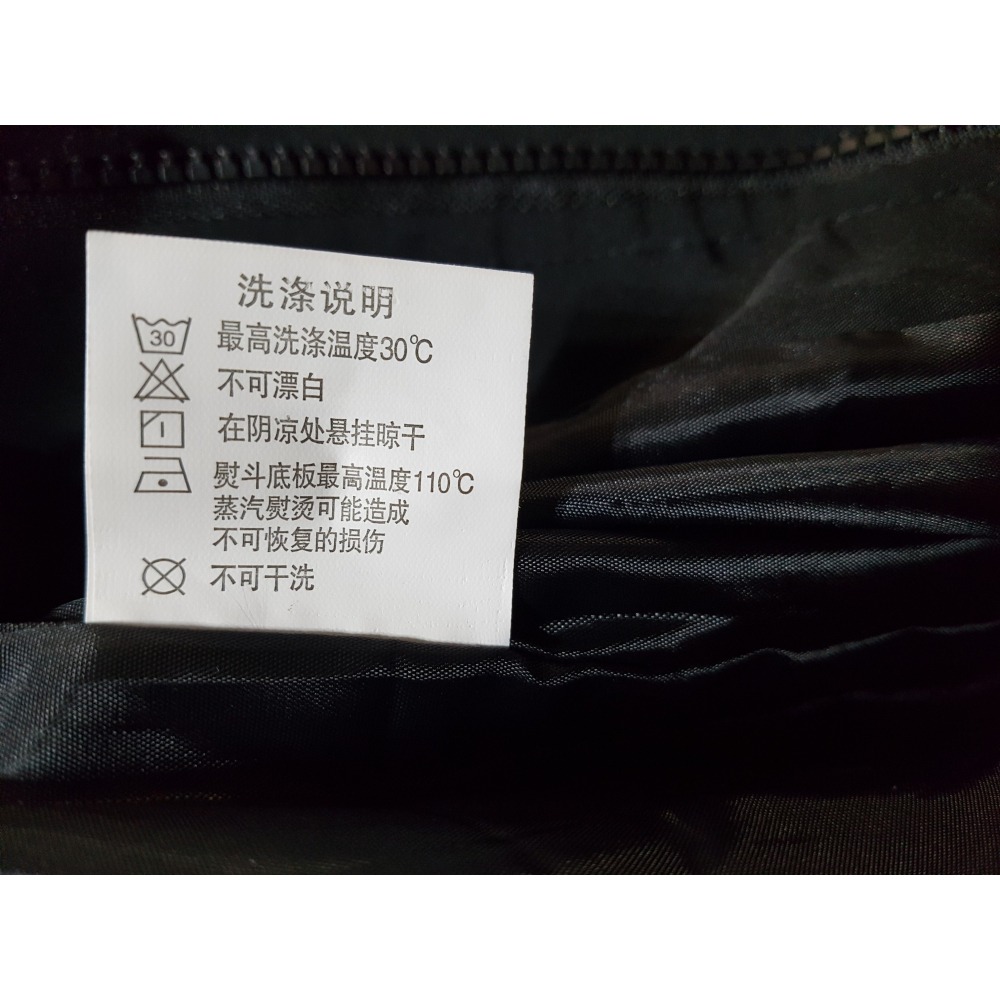 洗涤说明
30 最高洗涤温度30℃
不可漂白
在阴凉处悬挂晾干
熨斗底板最高温度110℃
蒸汽熨烫可能造成
不可恢复的损伤
不可干洗